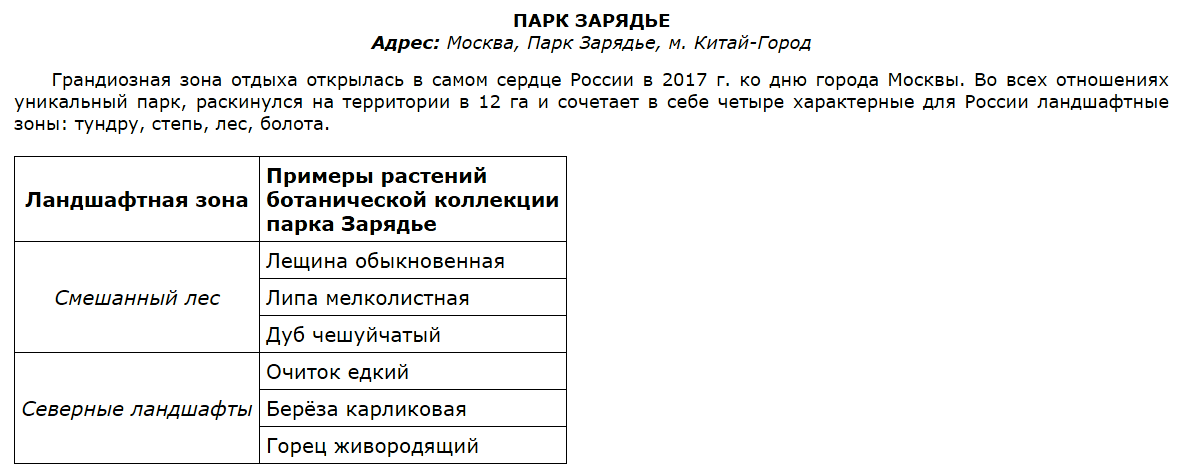 ПАРК ЗАРЯДЬЕ
Адрес: Москва, Парк Зарядье, м. Китай-Город
Грандиозная зона отдыха открылась в самом сердце России в 2017 г. ко дню города Москвы. Во всех отношениях
уникальный парк, раскинулся на территории в 12 га и сочетает в себе четыре характерные для России ландшафтные
зоны: тундру, степь, лес, болота.
Ландшафтная зона
Примеры растений
ботанической коллекции
парка Зарядье
Смешанный лес
Лещина обыкновенная
Липа мелколистная
Дуб чешуйчатый
Северные ландшафты
Очиток едкий
Берёза карликовая
Горец живородящий